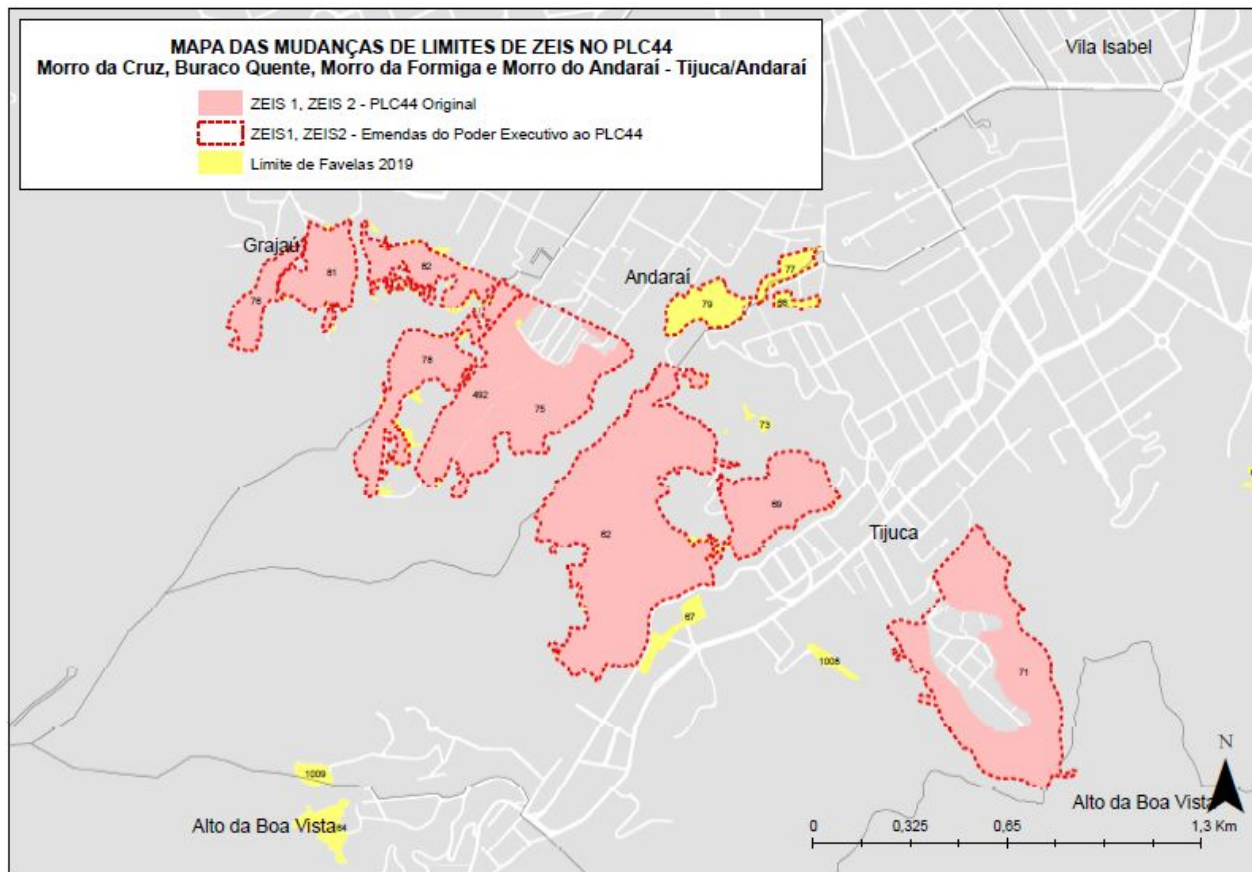 MAPA DAS MUDANÇAS DE LIMITES DE ZEIS NO PLC44
Morro da Cruz, Buraco Quente, Morro da Formiga e Morro do Andaraí - Tijuca/Andaraí
ZEIS 1, ZEIS 2 - PLC44 Original
ZEIS1, ZEIS2 - Emendas do Poder Executivo ao PLC44
Limite de Favelas 2019
Vila Isabel
Grajaú
81
82
76
Andaraí
77
79
78
492
75
73
69
62
Tijuca
67
1008
71
1009
Alto da Boa Vista
64
N
Alto da Boa Vista
0 0,325 0,65 1,3 Km